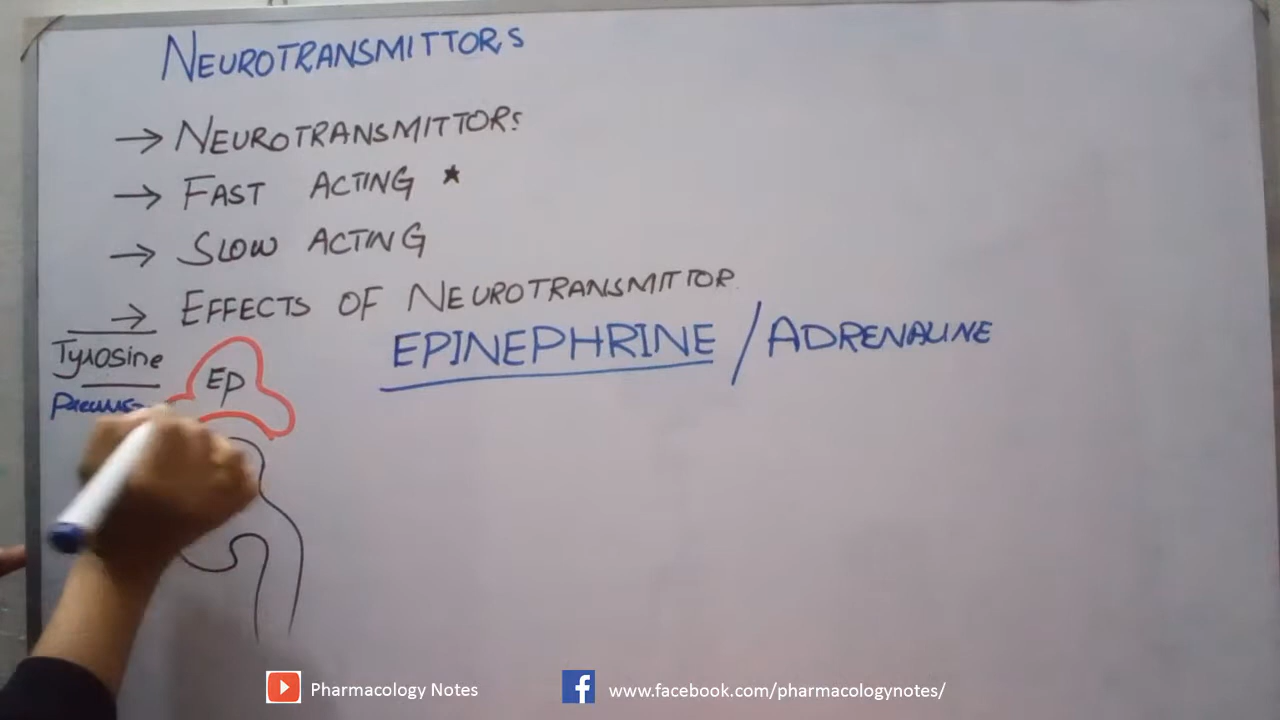 NEUROTRANSMITTORS
→ NEUROTRANSMITTORS
→ FAST ACTING ★
→ SLOW ACTING
→ EFFECTS OF NEUROTRANSMITTOR
EPINEPHRINE / ADRENALINE
Tyrosine
Ep
Pharmacology Notes
www.facebook.com/pharmacologynotes/